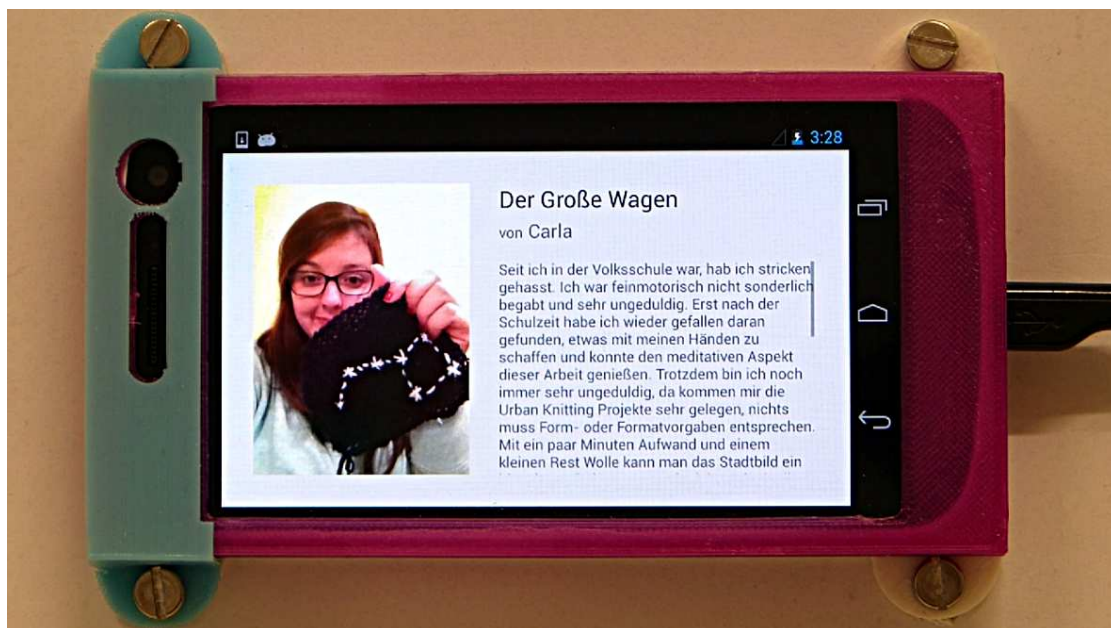 3:28
Der Große Wagen
von Carla
Seit ich in der Volksschule war, hab ich stricken
gehasst. Ich war feinmotorisch nicht sonderlich
begabt und sehr ungeduldig. Erst nach der
Schulzeit habe ich wieder gefallen daran
gefunden, etwas mit meinen Händen zu
schaffen und konnte den meditativen Aspekt
dieser Arbeit genießen. Trotzdem bin ich noch
immer sehr ungeduldig, da kommen mir die
Urban Knitting Projekte sehr gelegen, nichts
muss Form- oder Formatvorgaben entsprechen.
Mit ein paar Minuten Aufwand und einem
kleinen Rest Wolle kann man das Stadtbild ein